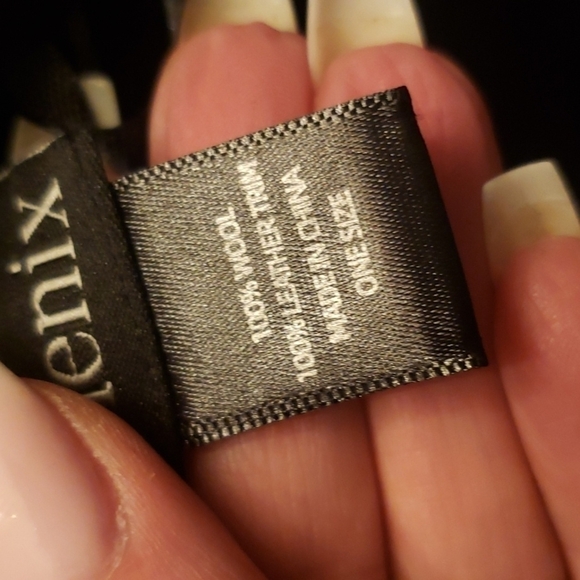 enix
100% WOOL
100% LEATHER TRIM
MADE IN CHINA
ONE SIZE